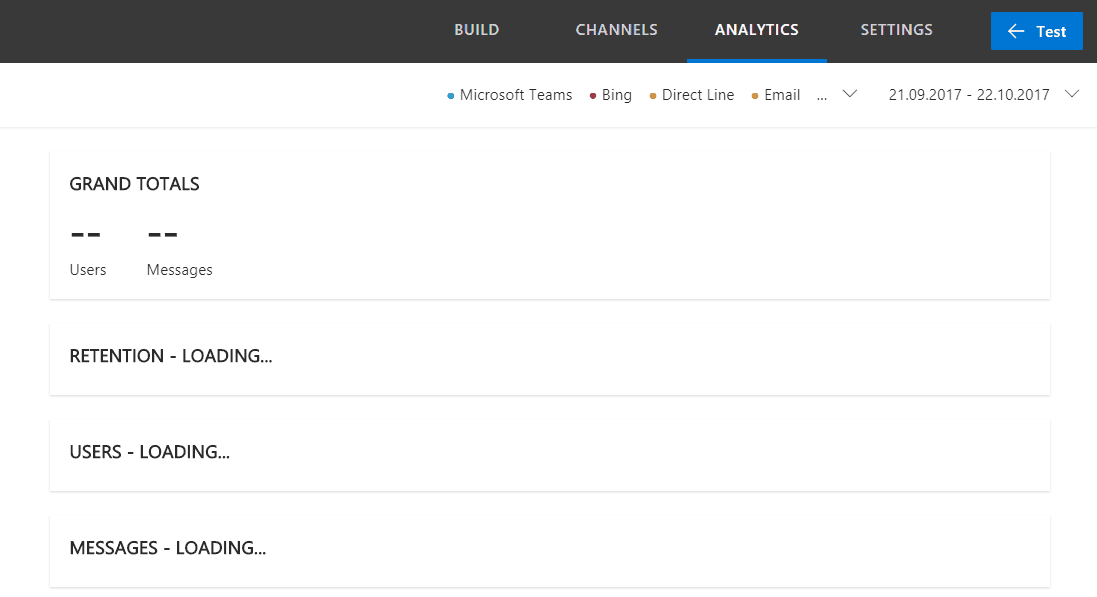 BUILD CHANNELS ANALYTICS SETTINGS Test
Microsoft Teams Bing Direct Line Email ... 21.09.2017 - 22.10.2017
GRAND TOTALS
-- --
Users Messages
RETENTION - LOADING...
USERS - LOADING...
MESSAGES - LOADING...